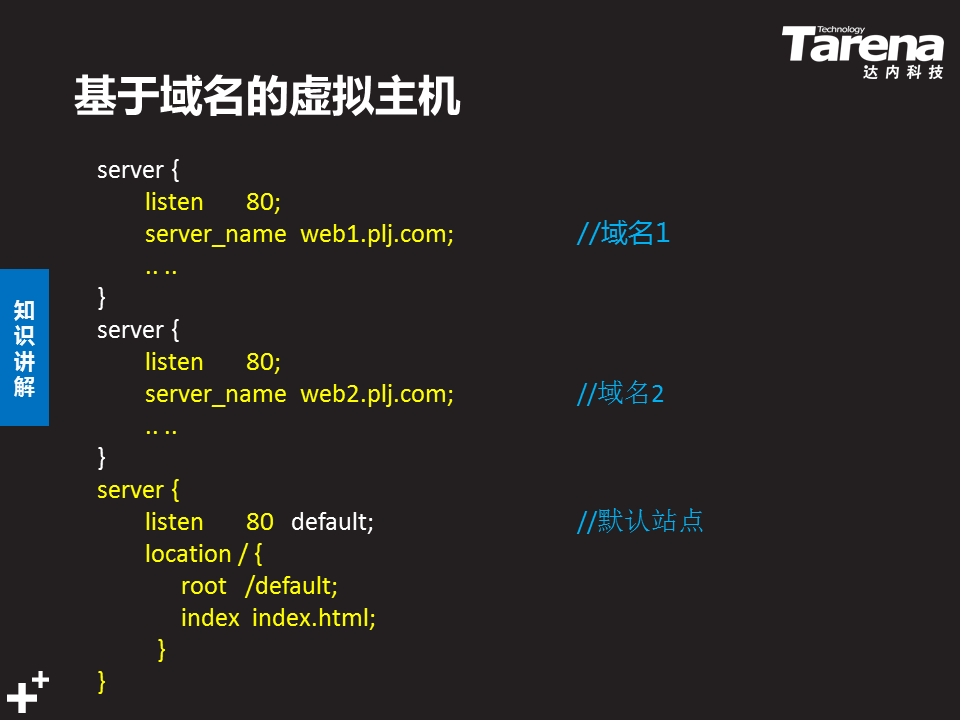 Technology
Tarena
达内科技
基于域名的虚拟主机
server {
listen 80;
server_name web1.plj.com; //域名1
.. ..
}
server {
listen 80;
server_name web2.plj.com; //域名2
.. ..
}
server {
listen 80 default; //默认站点
location / {
root /default;
index index.html;
}
}
知识讲解